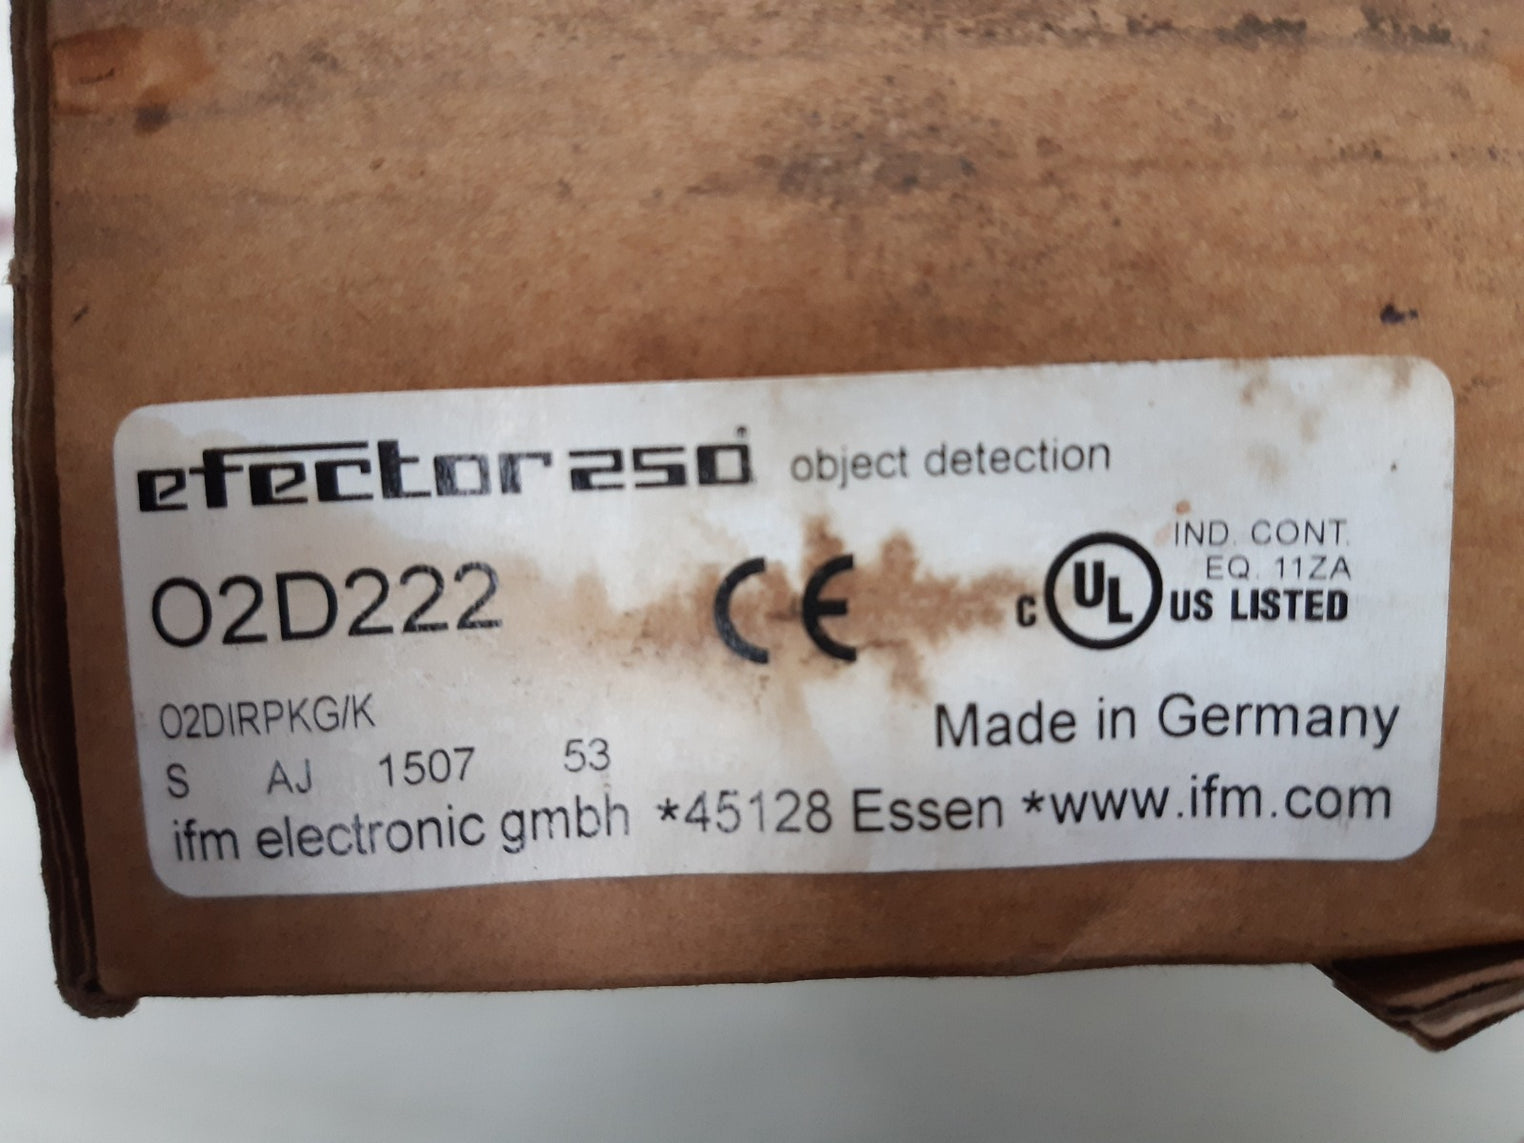 efector250 object detection
O2D222
CE
C UL US LISTED
IND. CONT.
EQ. 11ZA
O2DIRPKG/K
Made in Germany
S AJ 1507 53
ifm electronic gmbh *45128 Essen *www.ifm.com